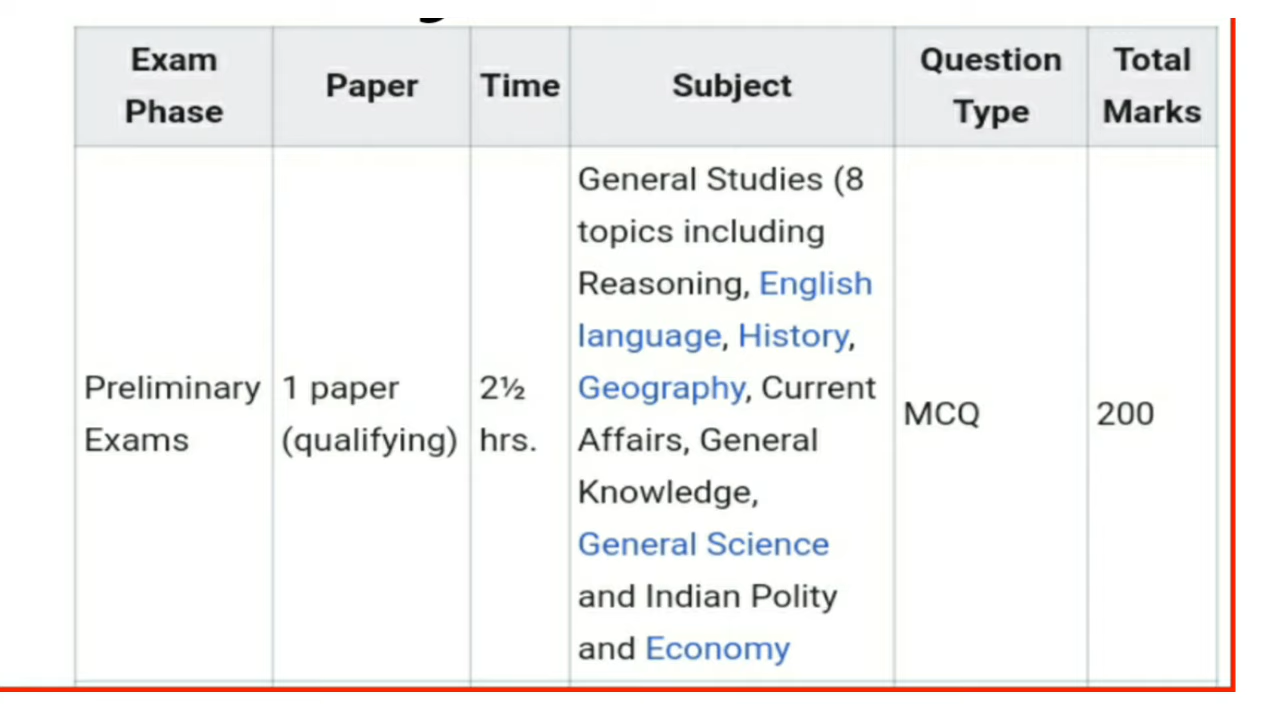 Exam Phase
Paper
Time
Subject
Question Type
Total Marks
Preliminary Exams
1 paper (qualifying)
2½ hrs.
General Studies (8
topics including
Reasoning, English
language, History,
Geography, Current
Affairs, General
Knowledge,
General Science
and Indian Polity
and Economy
MCQ
200